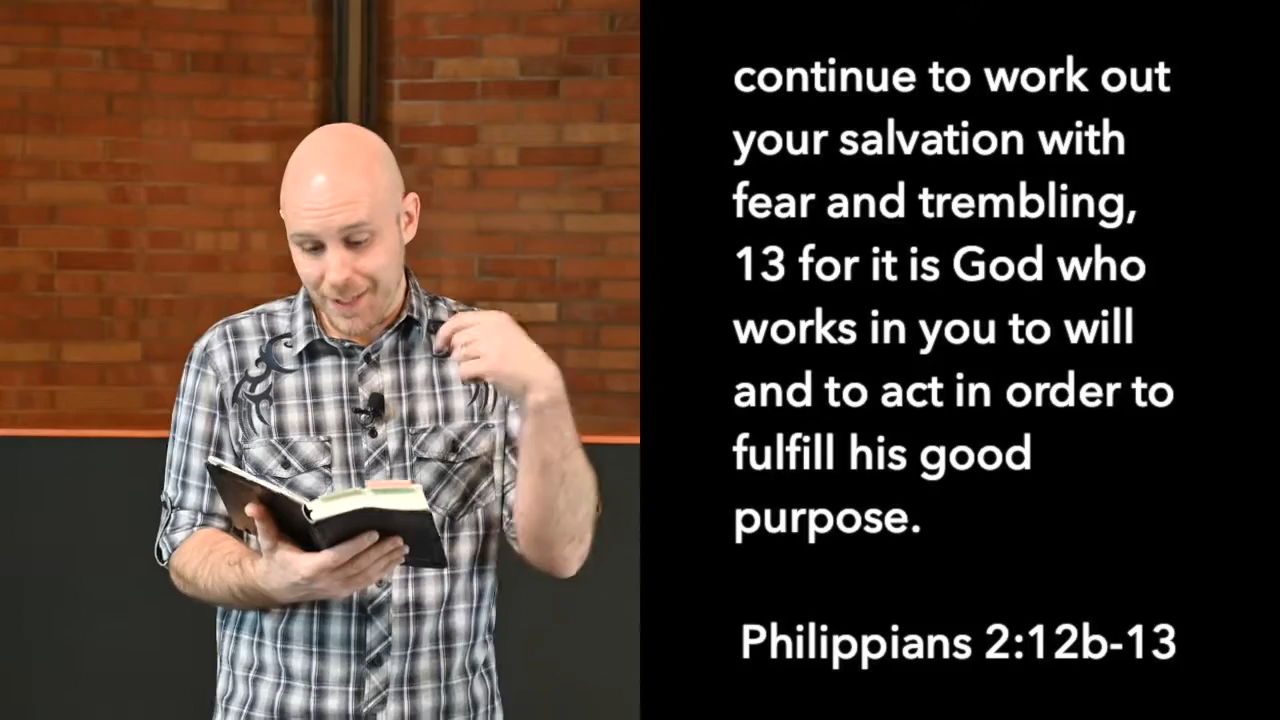 continue to work out
your salvation with
fear and trembling,
13 for it is God who
works in you to will
and to act in order to
fulfill his good
purpose.
Philippians 2:12b-13